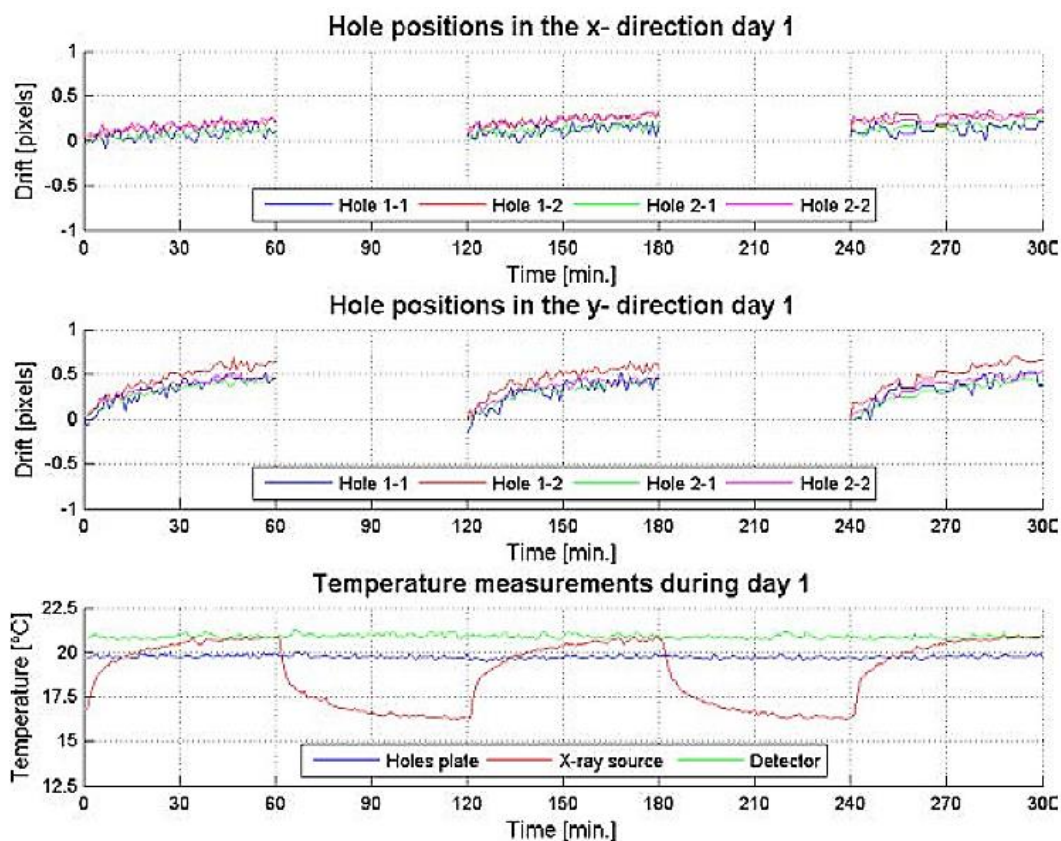 Hole positions in the x- direction day 1
1
0.5
0
-0.5
-1
Drift [pixels]
Hole 1-1 Hole 1-2 Hole 2-1 Hole 2-2
0 30 60 90 120 150 180 210 240 270 300
Time [min.]
Hole positions in the y- direction day 1
1
0.5
0
-0.5
-1
Drift [pixels]
Hole 1-1 Hole 1-2 Hole 2-1 Hole 2-2
0 30 60 90 120 150 180 210 240 270 300
Time [min.]
Temperature measurements during day 1
22.5
20
17.5
15
12.5
Temperature [ºC]
Holes plate X-ray source Detector
0 30 60 90 120 150 180 210 240 270 300
Time [min.]